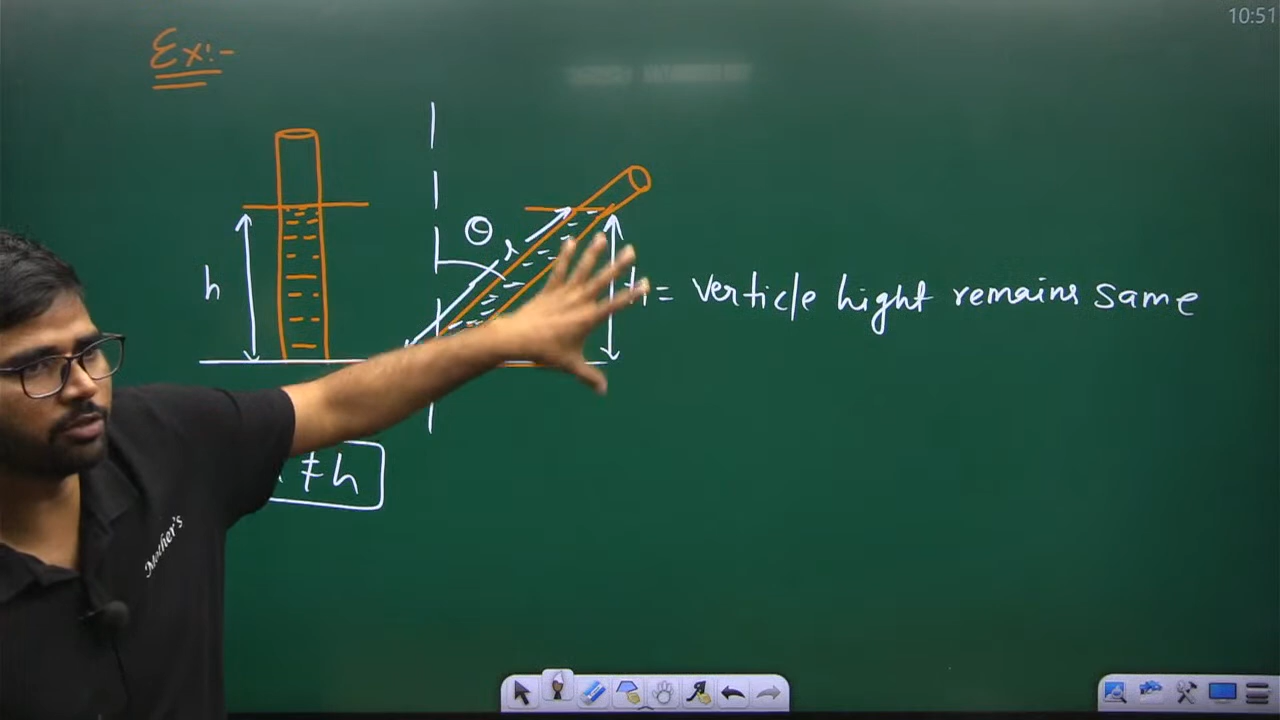 10:51
Ex:-
θ
h
h = verticle hight remains same
≠ h
Mother's